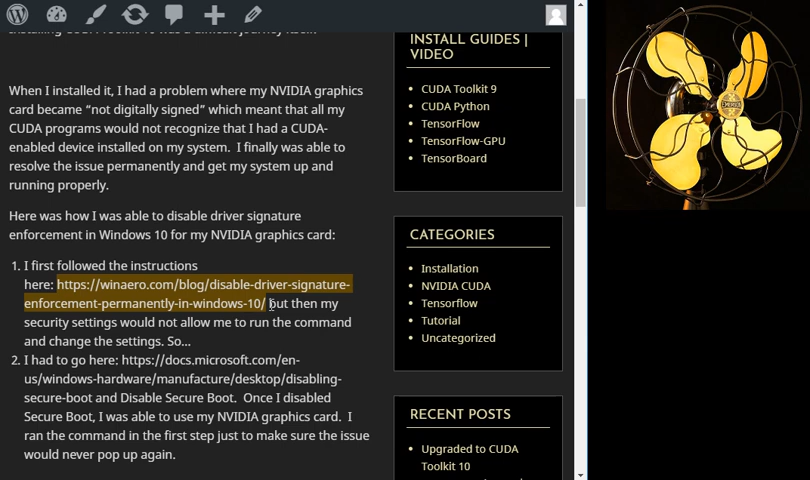 When I installed it, I had a problem where my NVIDIA graphics
card became “not digitally signed” which meant that all my
CUDA programs would not recognize that I had a CUDA-
enabled device installed on my system.  I finally was able to
resolve the issue permanently and get my system up and
running properly.
Here was how I was able to disable driver signature
enforcement in Windows 10 for my NVIDIA graphics card:
1. I first followed the instructions
here: https://winaero.com/blog/disable-driver-signature-
enforcement-permanently-in-windows-10/ but then my
security settings would not allow me to run the command
and change the settings. So...
2. I had to go here: https://docs.microsoft.com/en-
us/windows-hardware/manufacture/desktop/disabling-
secure-boot and Disable Secure Boot.  Once I disabled
Secure Boot, I was able to use my NVIDIA graphics card.  I
ran the command in the first step just to make sure the issue
would never pop up again.
INSTALL GUIDES |
VIDEO
• CUDA Toolkit 9
• CUDA Python
• TensorFlow
• TensorFlow-GPU
• TensorBoard
CATEGORIES
• Installation
• NVIDIA CUDA
• Tensorflow
• Tutorial
• Uncategorized
RECENT POSTS
• Upgraded to CUDA
Toolkit 10